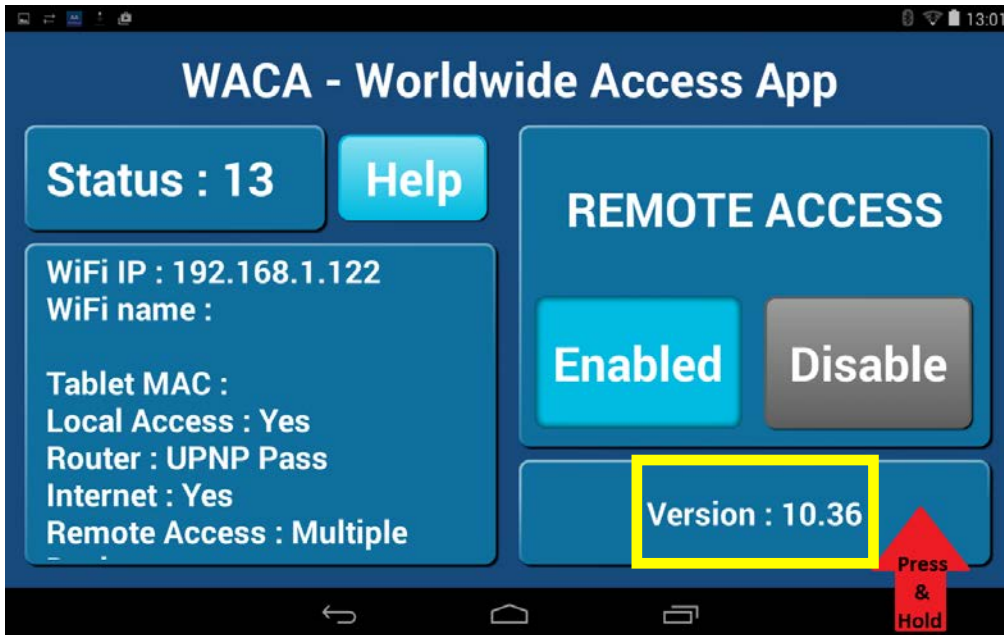 13:01
WACA - Worldwide Access App
Status : 13
Help
WiFi IP : 192.168.1.122
WiFi name :
Tablet MAC :
Local Access : Yes
Router : UPNP Pass
Internet : Yes
Remote Access : Multiple
REMOTE ACCESS
Enabled
Disable
Version : 10.36
Press
&
Hold